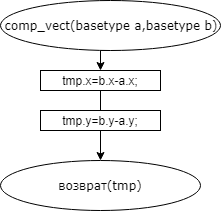 comp_vect(basetype a,basetype b)
tmp.x=b.x-a.x;
tmp.y=b.y-a.y;
возврат(tmp)